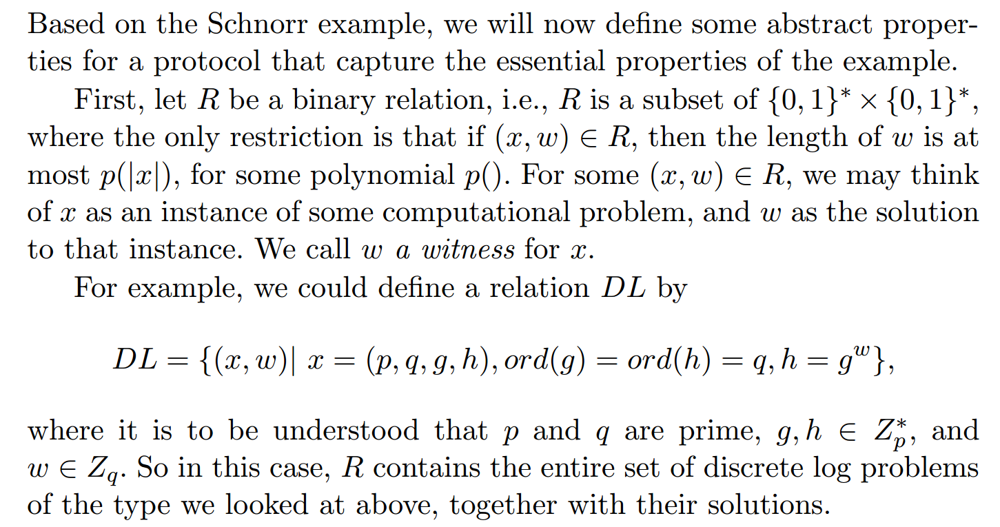 Based on the Schnorr example, we will now define some abstract proper-
ties for a protocol that capture the essential properties of the example.
First, let R be a binary relation, i.e., R is a subset of {0, 1}* × {0, 1}*,
where the only restriction is that if (x, w) ∈ R, then the length of w is at
most p(|x|), for some polynomial p(). For some (x, w) ∈ R, we may think
of x as an instance of some computational problem, and w as the solution
to that instance. We call w a witness for x.
For example, we could define a relation DL by
DL = {(x, w)| x = (p, q, g, h), ord(g) = ord(h) = q, h = g^w},
where it is to be understood that p and q are prime, g, h ∈ Z_p^*, and
w ∈ Z_q. So in this case, R contains the entire set of discrete log problems
of the type we looked at above, together with their solutions.